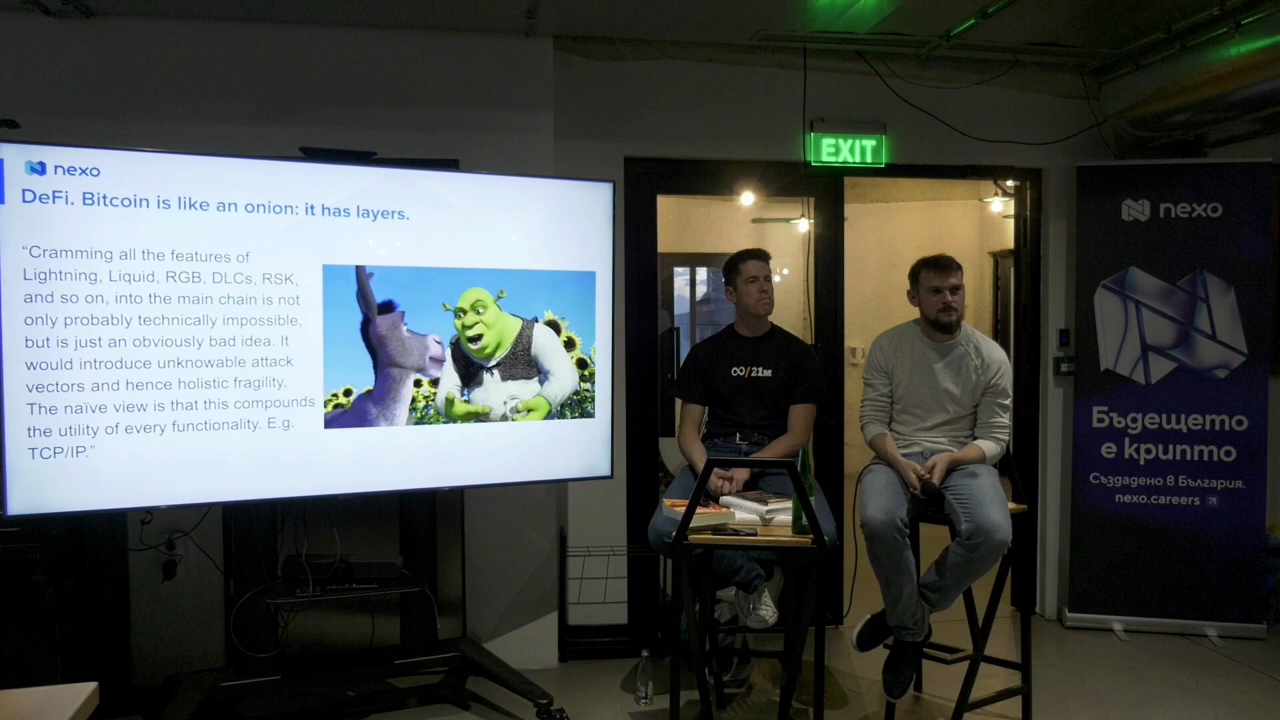 nexo
DeFi. Bitcoin is like an onion: it has layers.
“Cramming all the features of
Lightning, Liquid, RGB, DLCs, RSK,
and so on, into the main chain is not
only probably technically impossible,
but is just an obviously bad idea. It
would introduce unknowable attack
vectors and hence holistic fragility.
The naïve view is that this compounds
the utility of every functionality. E.g.
TCP/IP.”
EXIT
∞/21M
nexo
Бъдещето
е крипто
Създадено в България.
nexo.careers